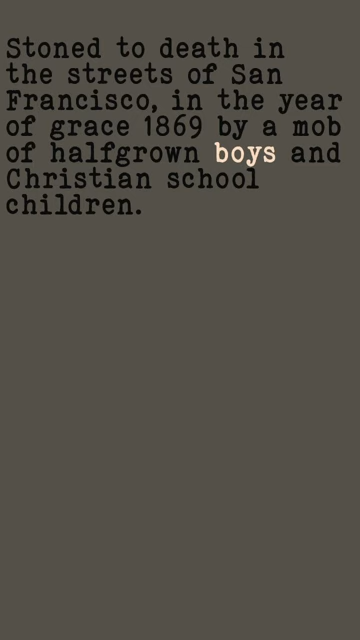 Stoned to death in
the streets of San
Francisco, in the year
of grace 1869 by a mob
of halfgrown boys and
Christian school
children.